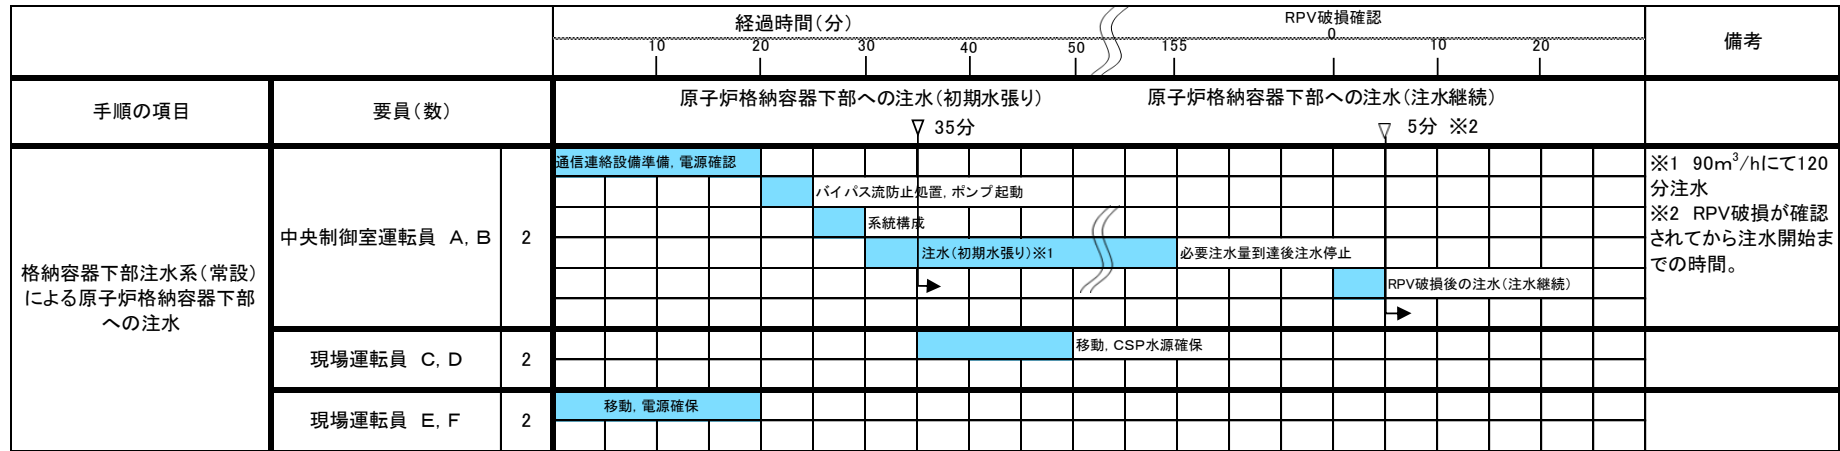 経過時間(分)
RPV破損確認
備考
10 20 30 40 50 155 0 10 20
手順の項目
要員(数)
原子炉格納容器下部への注水(初期水張り)
原子炉格納容器下部への注水(注水継続)
35分
5分 ※2
格納容器下部注水系(常設)
による原子炉格納容器下部
への注水
中央制御室運転員 A, B
2
通信連絡設備準備, 電源確認
バイパス流防止処置, ポンプ起動
系統構成
注水(初期水張り)※1
必要注水量到達後注水停止
RPV破損後の注水(注水継続)
※1 90m³/hにて120
分注水
※2 RPV破損が確認
されてから注水開始ま
での時間。
現場運転員 C, D
2
移動, CSP水源確保
現場運転員 E, F
2
移動, 電源確保